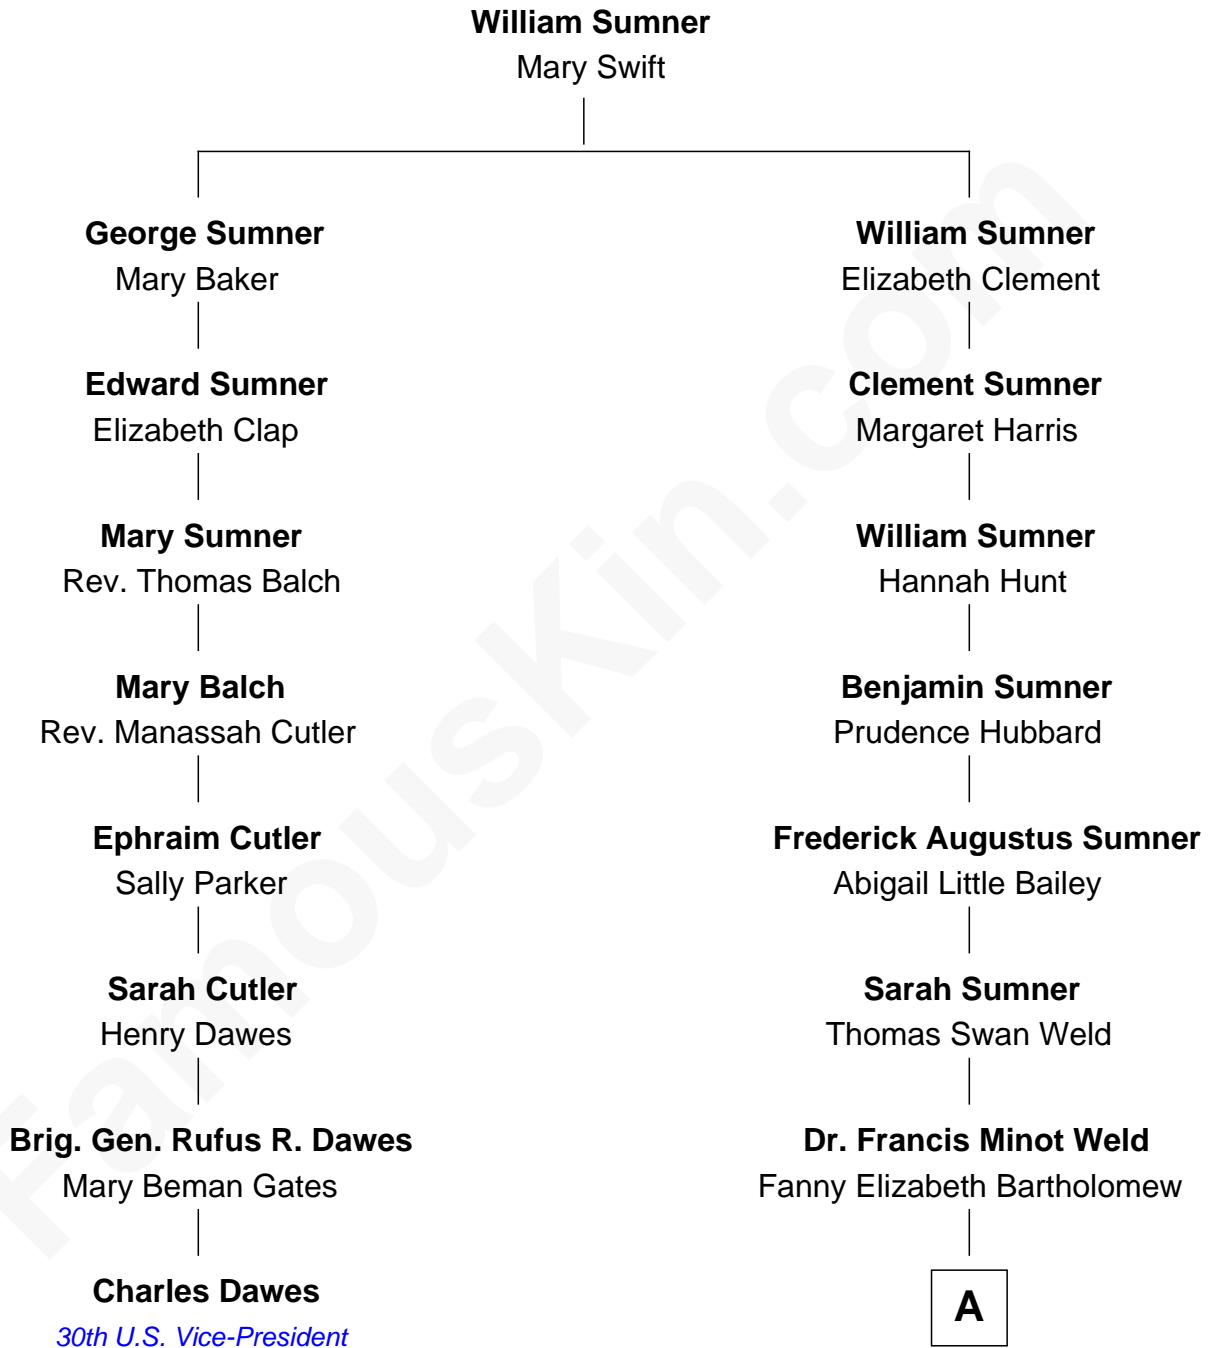 William Sumner
Mary Swift
George Sumner
Mary Baker
William Sumner
Elizabeth Clement
Edward Sumner
Elizabeth Clap
Clement Sumner
Margaret Harris
Mary Sumner
Rev. Thomas Balch
William Sumner
Hannah Hunt
Mary Balch
Rev. Manassah Cutler
Benjamin Sumner
Prudence Hubbard
Ephraim Cutler
Sally Parker
Frederick Augustus Sumner
Abigail Little Bailey
Sarah Cutler
Henry Dawes
Sarah Sumner
Thomas Swan Weld
Brig. Gen. Rufus R. Dawes
Mary Beman Gates
Dr. Francis Minot Weld
Fanny Elizabeth Bartholomew
Charles Dawes
30th U.S. Vice-President
A
FamousKin.com